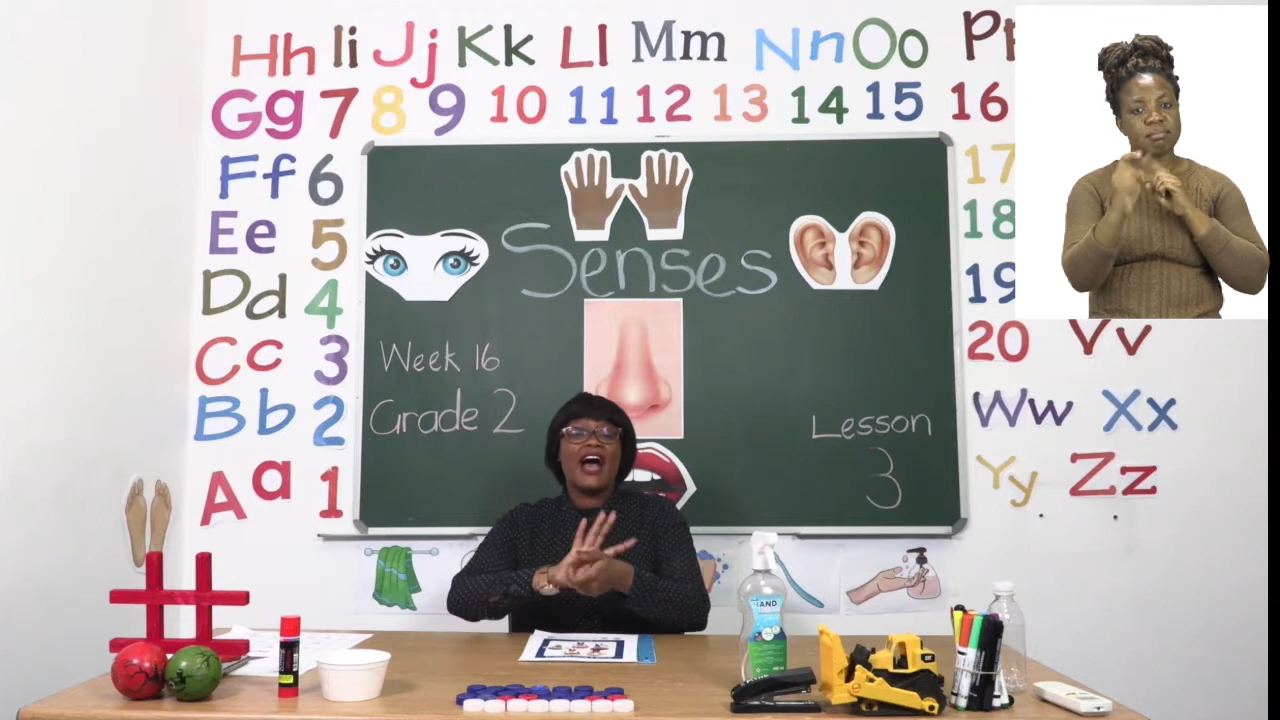 Hh Ii Jj Kk Ll Mm Nn Oo
Gg 7 8 9 10 11 12 13 14 15 16
Ff 6
17
Ee 5
18
Dd 4
19
Cc 3
20 Vv
Bb 2
Ww Xx
Aa 1
Yy Zz
Senses
Week 16
Grade 2
Lesson
3
HAND
CAT